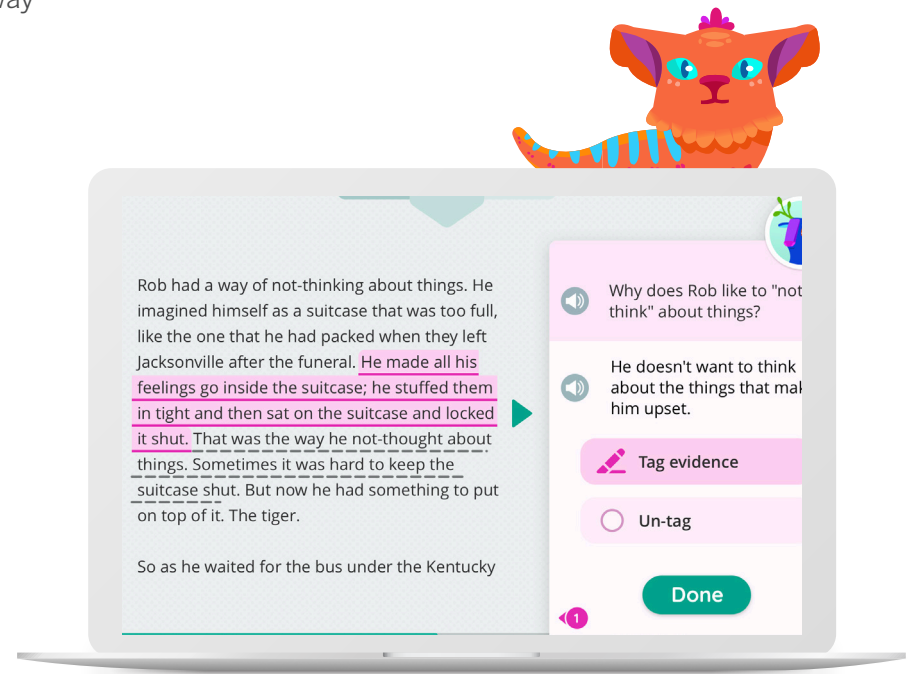 way
Rob had a way of not-thinking about things. He
imagined himself as a suitcase that was too full,
like the one that he had packed when they left
Jacksonville after the funeral. He made all his
feelings go inside the suitcase; he stuffed them
in tight and then sat on the suitcase and locked
it shut. That was the way he not-thought about
things. Sometimes it was hard to keep the
suitcase shut. But now he had something to put
on top of it. The tiger.
So as he waited for the bus under the Kentucky
Why does Rob like to "not
think" about things?
He doesn't want to think
about the things that mak
him upset.
Tag evidence
Un-tag
Done
1